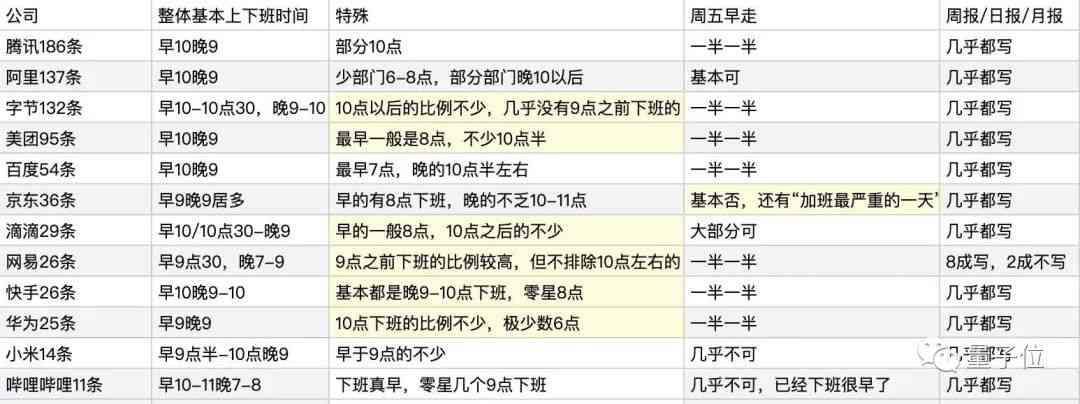 公司 整体基本上下班时间 特殊 周五早走 周报/日报/月报
腾讯186条 早10晚9 部分10点 一半一半 几乎都写
阿里137条 早10晚9 少部门6-8点，部分部门晚10以后 基本可 几乎都写
字节132条 早10-10点30，晚9-10 10点以后的比例不少，几乎没有9点之前下班的 一半一半 几乎都写
美团95条 早10晚9 最早一般是8点，不少10点半 一半一半 几乎都写
百度54条 早10晚9 最早7点，晚的10点半左右 一半一半 几乎都写
京东36条 早9晚9居多 早的有8点下班，晚的不乏10-11点 基本否，还有“加班最严重的一天” 几乎都写
滴滴29条 早10/10点30-晚9 早的一般8点，10点之后的不少 大部分可 几乎都写
网易26条 早9点30，晚7-9 9点之前下班的比例较高，但不排除10点左右的 一半一半 8成写，2成不写
快手26条 早10晚9-10 基本都是晚9-10点下班，零星8点 一半一半 几乎都写
华为25条 早9晚9 10点下班的比例不少，极少数6点 一半一半 几乎都写
小米14条 早9点半-10点晚9 早于9点的不少 几乎不可 几乎都写
哔哩哔哩11条 早10-11晚7-8 下班真早，零星几个9点下班 几乎不可，已经下班很早了 几乎都写
量子位